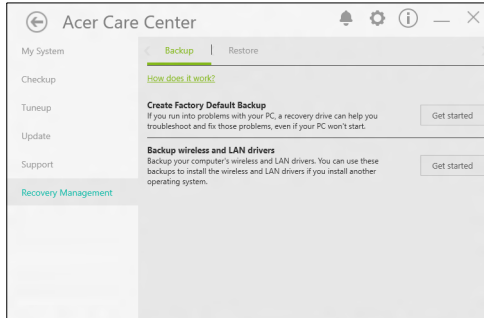 Acer Care Center
My System
Checkup
Tuneup
Update
Support
Recovery Management
Backup | Restore
How does it work?
Create Factory Default Backup
If you run into problems with your PC, a recovery drive can help you
troubleshoot and fix those problems, even if your PC won't start.
Get started
Backup wireless and LAN drivers
Backup your computer's wireless and LAN drivers. You can use these
backups to install the wireless and LAN drivers if you install another
operating system.
Get started